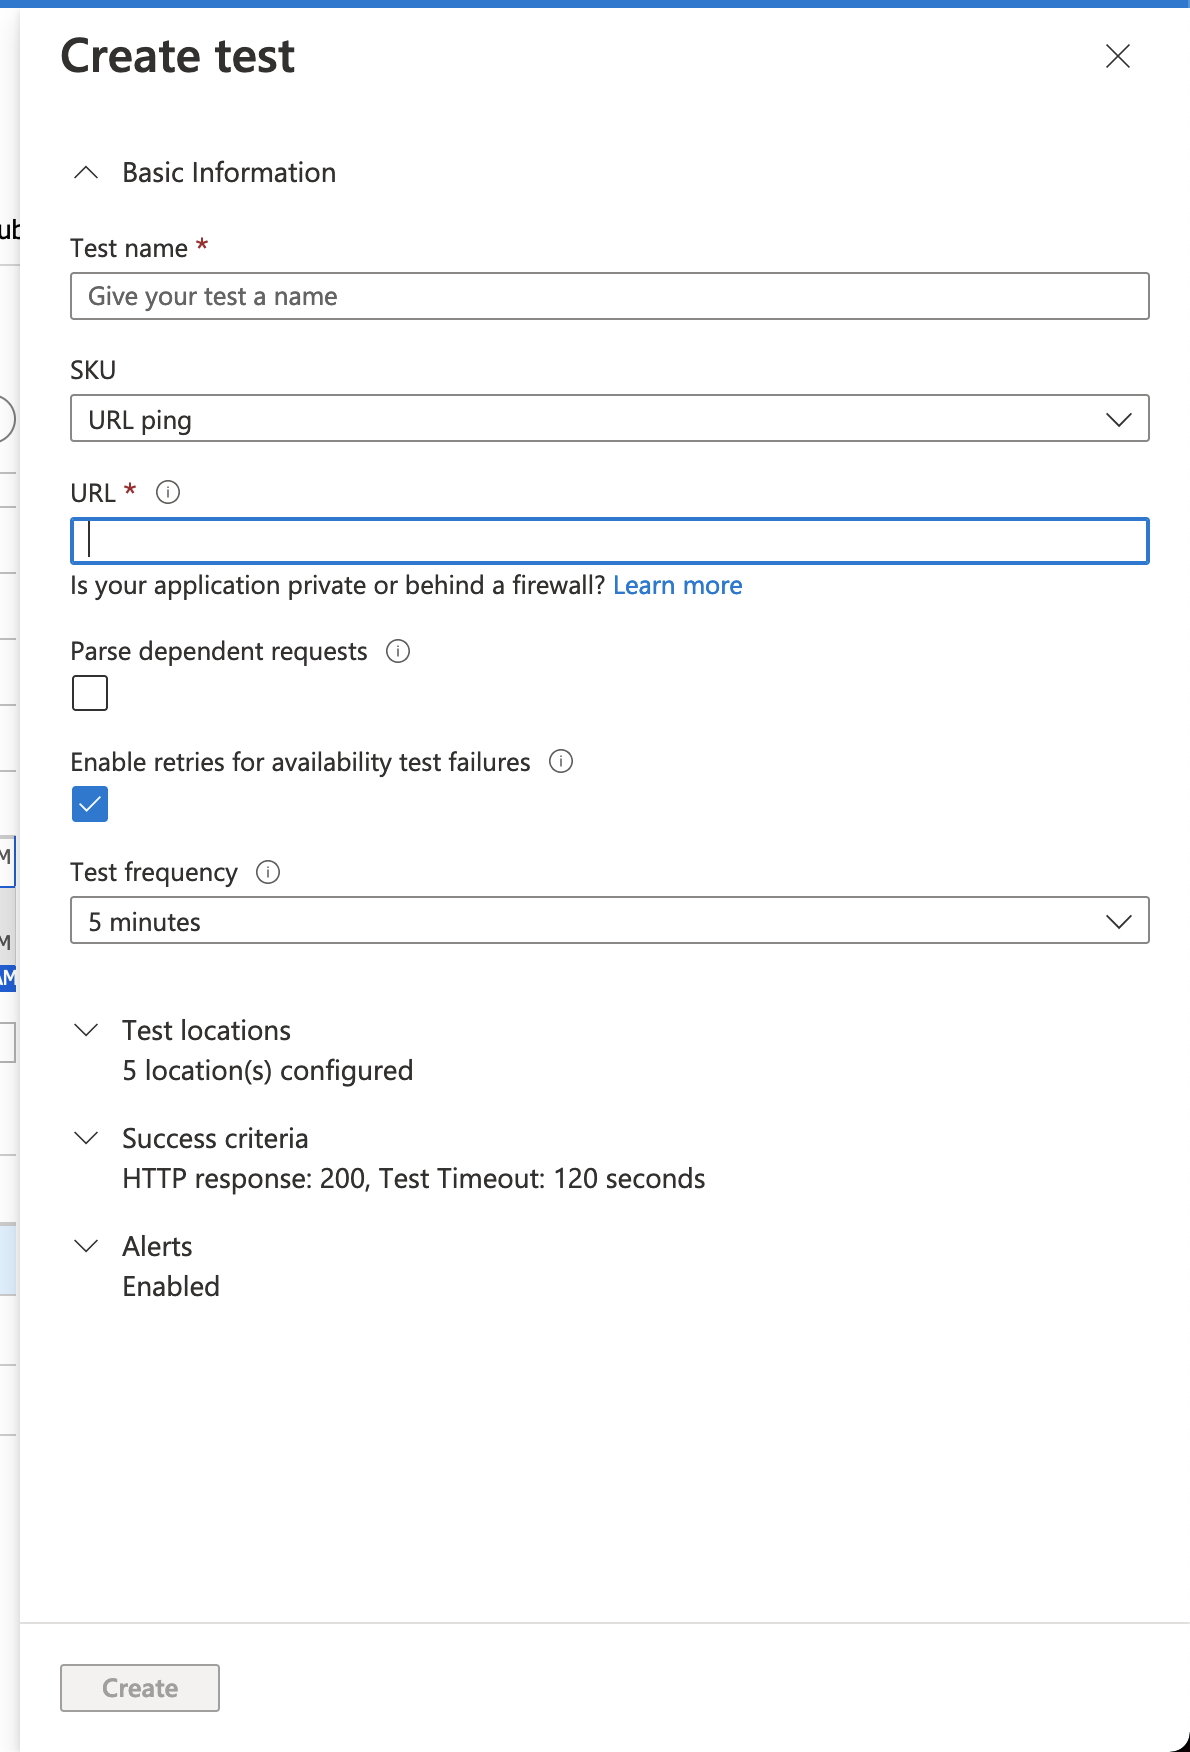 Create test
Basic Information
Test name *
Give your test a name
SKU
URL ping
URL *
Is your application private or behind a firewall? Learn more
Parse dependent requests
Enable retries for availability test failures
Test frequency
5 minutes
Test locations
5 location(s) configured
Success criteria
HTTP response: 200, Test Timeout: 120 seconds
Alerts
Enabled
Create